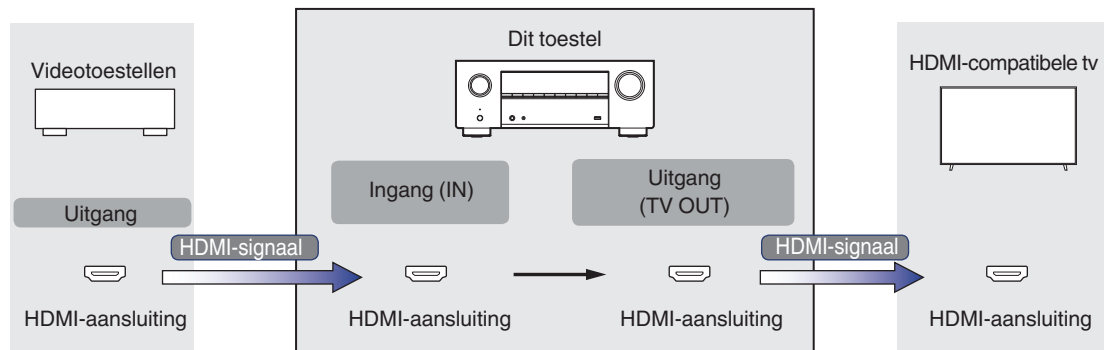 Videotoestellen
Uitgang
HDMI-aansluiting
HDMI-signaal
Dit toestel
Ingang (IN)
HDMI-aansluiting
Uitgang
(TV OUT)
HDMI-aansluiting
HDMI-signaal
HDMI-compatibele tv
HDMI-aansluiting